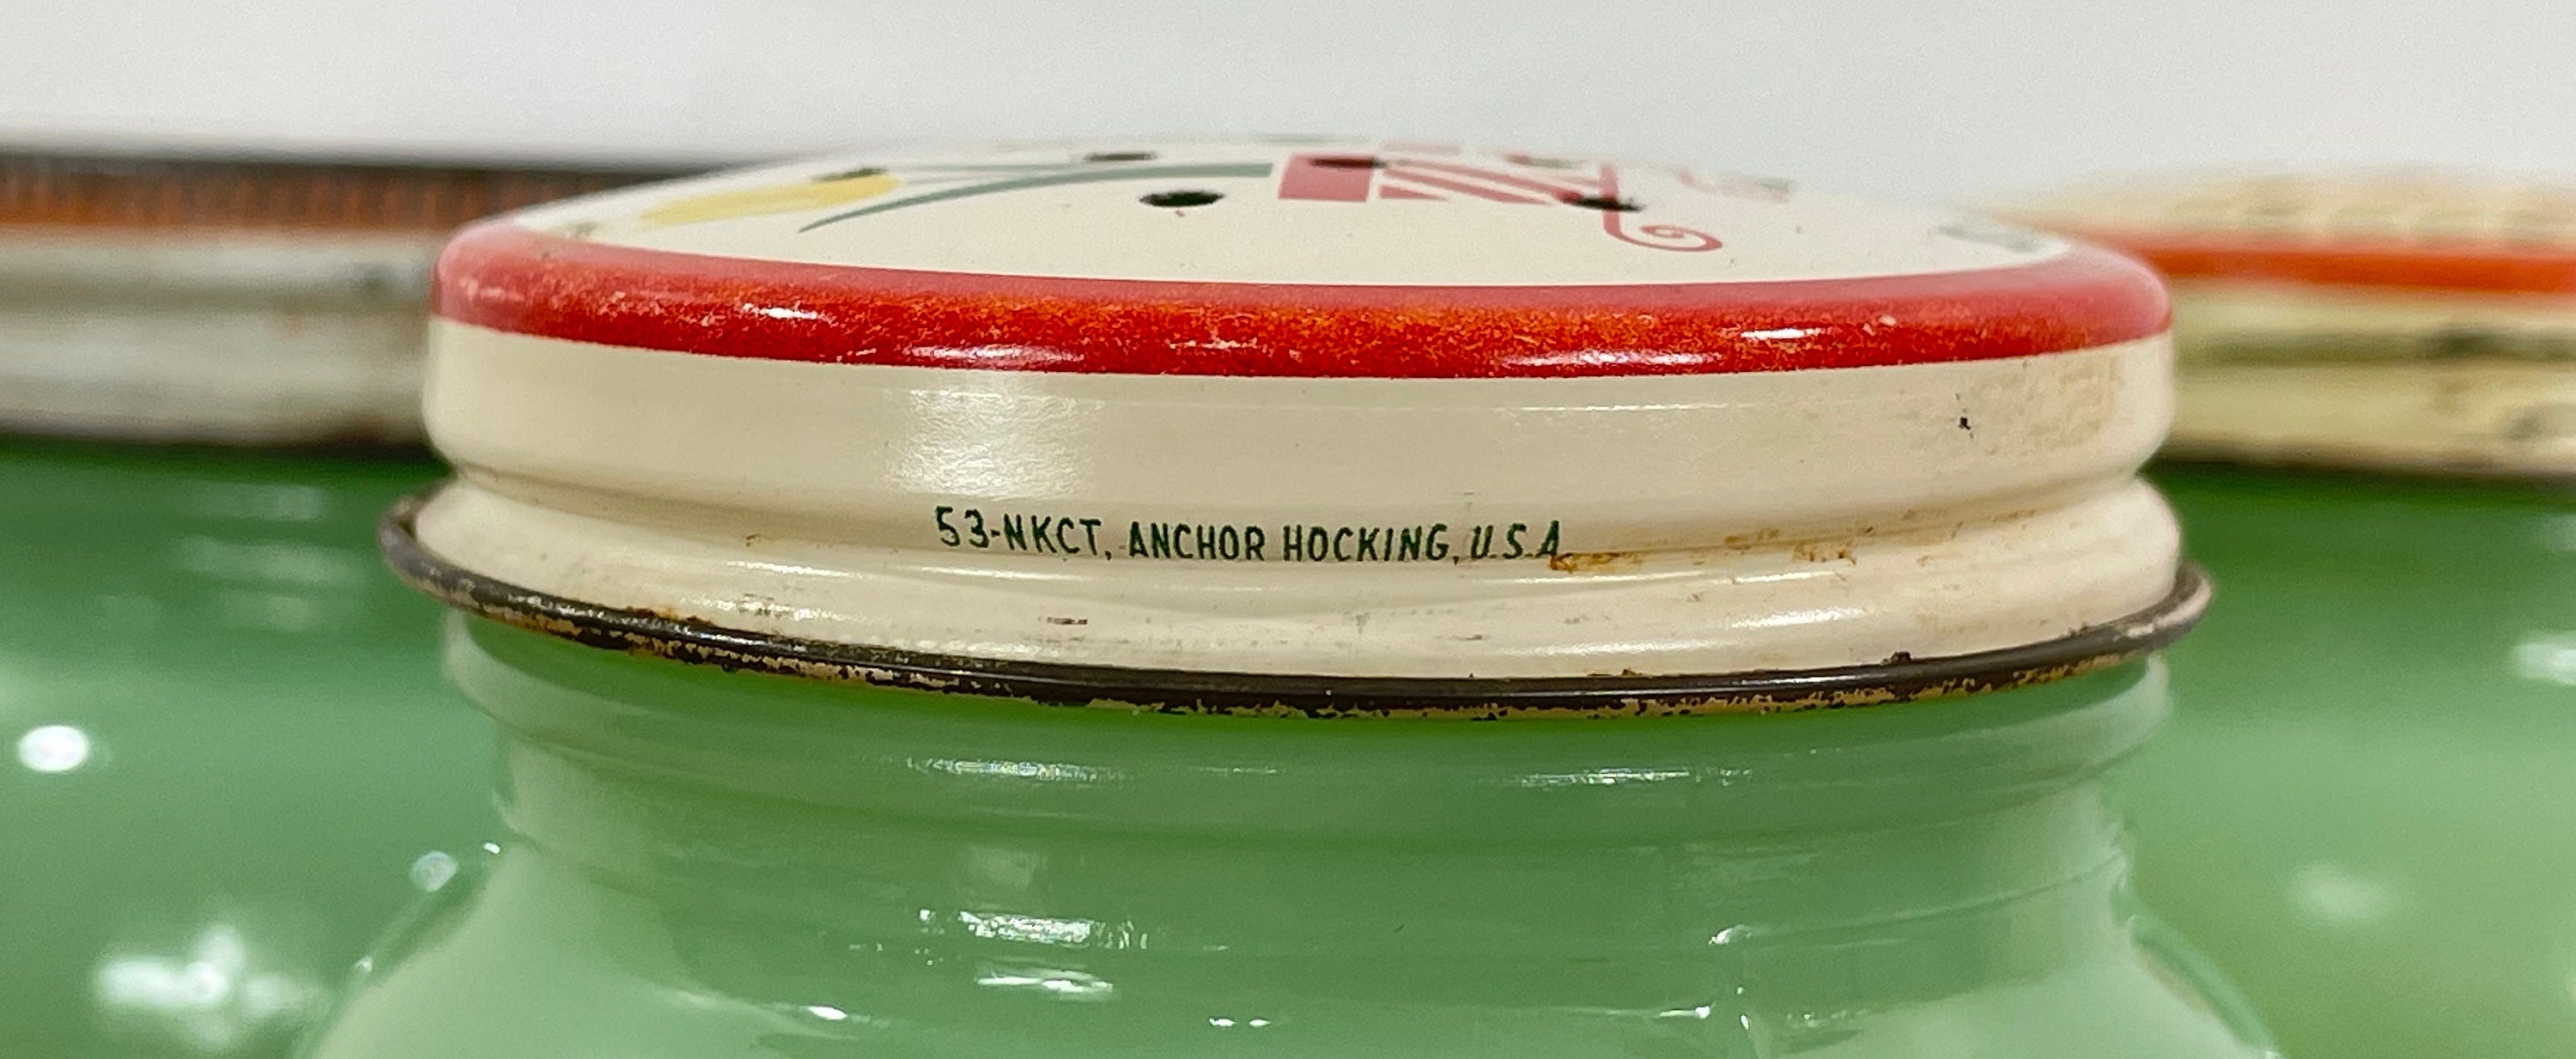 53-NKCT, ANCHOR HOCKING, U.S.A.